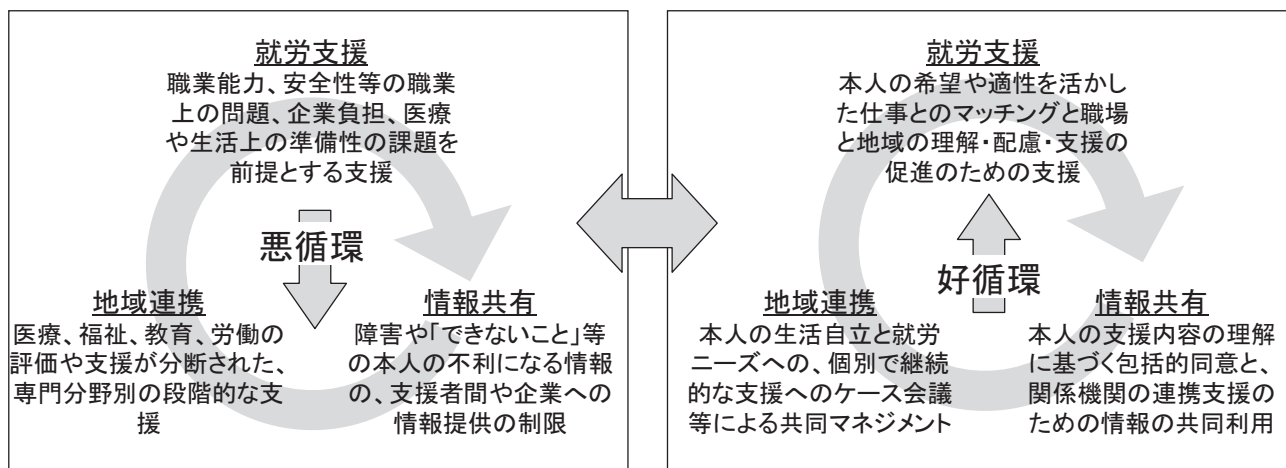 就労支援
職業能力、安全性等の職業
上の問題、企業負担、医療
や生活上の準備性の課題を
前提とする支援
悪循環
地域連携
医療、福祉、教育、労働の
評価や支援が分断された、
専門分野別の段階的な支
援
情報共有
障害や「できないこと」等
の本人の不利になる情報
の、支援者間や企業への
情報提供の制限
就労支援
本人の希望や適性を活かし
た仕事とのマッチングと職場
と地域の理解・配慮・支援の
促進のための支援
好循環
地域連携
本人の生活自立と就労
ニーズへの、個別で継続
的な支援へのケース会議
等による共同マネジメント
情報共有
本人の支援内容の理解
に基づく包括的同意と、
関係機関の連携支援の
ための情報の共同利用